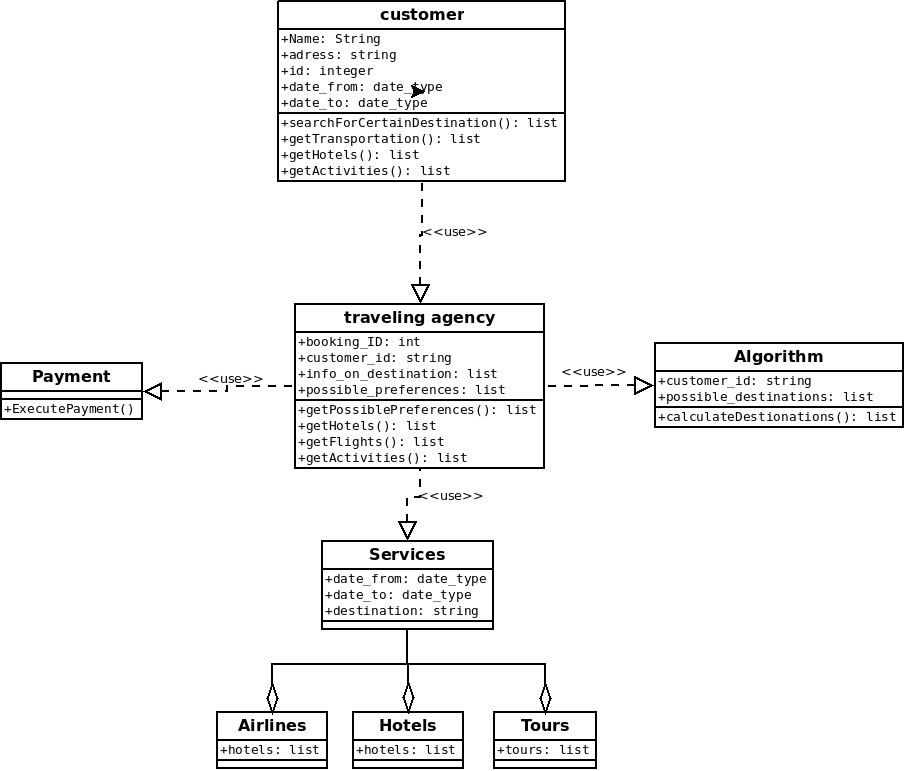 customer
+Name: String
+adress: string
+id: integer
+date_from: date_type
+date_to: date_type
+searchForCertainDestination(): list
+getTransportation(): list
+getHotels(): list
+getActivities(): list
<<use>>
traveling agency
+booking_ID: int
+customer_id: string
+info_on_destination: list
+possible_preferences: list
+getPossiblePreferences(): list
+getHotels(): list
+getFlights(): list
+getActivities(): list
<<use>>
Payment
+ExecutePayment()
<<use>>
Algorithm
+customer_id: string
+possible_destinations: list
+calculateDestionations(): list
<<use>>
Services
+date_from: date_type
+date_to: date_type
+destination: string
Airlines
+hotels: list
Hotels
+hotels: list
Tours
+tours: list